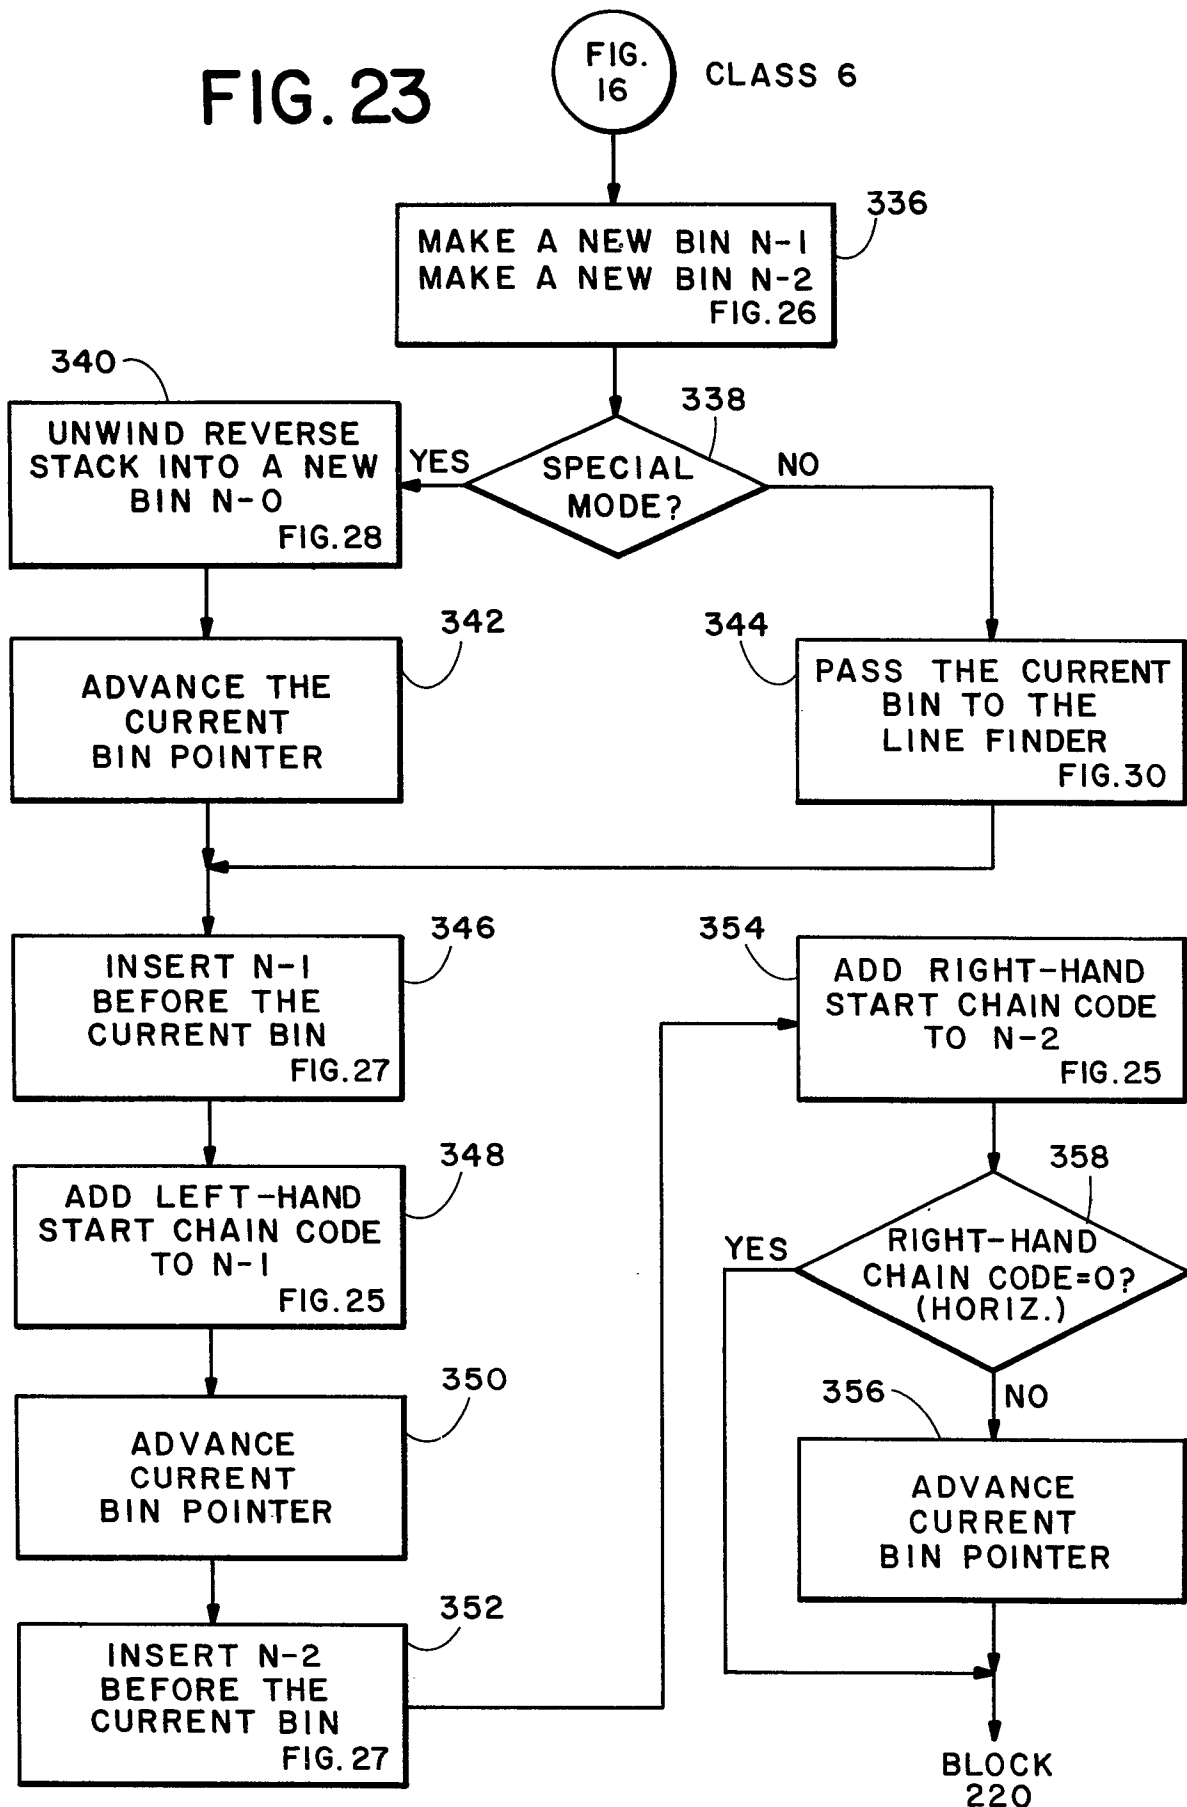 FIG. 23
FIG.
16
CLASS 6
336
MAKE A NEW BIN N-1
MAKE A NEW BIN N-2
FIG. 26
340
UNWIND REVERSE
STACK INTO A NEW
BIN N-0
FIG. 28
YES
338
SPECIAL
MODE?
NO
342
ADVANCE THE
CURRENT
BIN POINTER
344
PASS THE CURRENT
BIN TO THE
LINE FINDER
FIG. 30
346
INSERT N-1
BEFORE THE
CURRENT BIN
FIG. 27
348
ADD LEFT-HAND
START CHAIN CODE
TO N-1
FIG. 25
350
ADVANCE
CURRENT
BIN POINTER
352
INSERT N-2
BEFORE THE
CURRENT BIN
FIG. 27
354
ADD RIGHT-HAND
START CHAIN CODE
TO N-2
FIG. 25
358
YES
RIGHT-HAND
CHAIN CODE=0?
(HORIZ.)
NO
356
ADVANCE
CURRENT
BIN POINTER
BLOCK
220